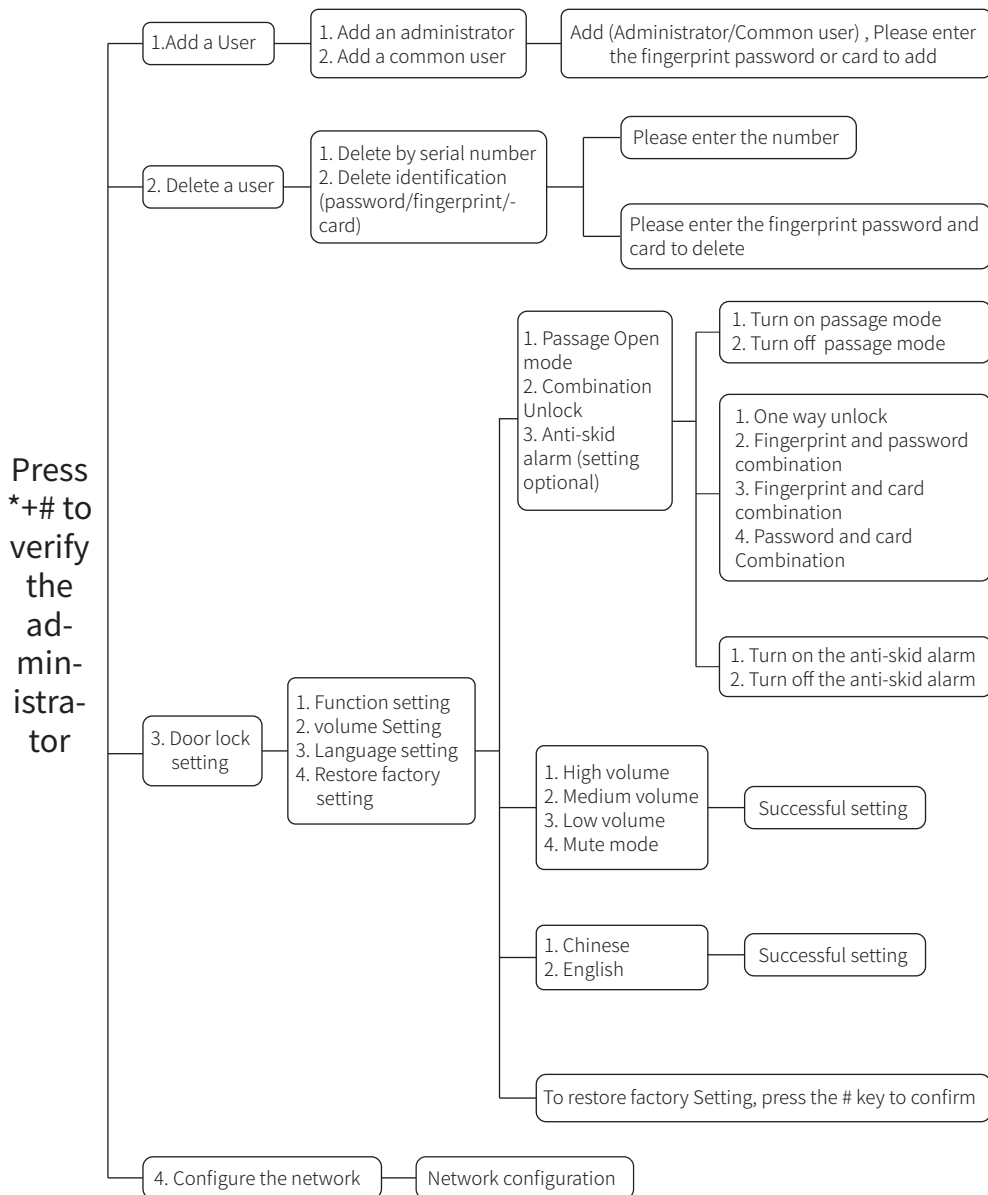 Press
*+# to
verify
the
ad-
min-
istra-
tor
1.Add a User
1. Add an administrator
2. Add a common user
Add (Administrator/Common user) , Please enter
the fingerprint password or card to add
2. Delete a user
1. Delete by serial number
2. Delete identification
(password/fingerprint/-
card)
Please enter the number
Please enter the fingerprint password and
card to delete
3. Door lock
setting
1. Function setting
2. volume Setting
3. Language setting
4. Restore factory
setting
1. Passage Open
mode
2. Combination
Unlock
3. Anti-skid
alarm (setting
optional)
1. Turn on passage mode
2. Turn off passage mode
1. One way unlock
2. Fingerprint and password
combination
3. Fingerprint and card
combination
4. Password and card
Combination
1. Turn on the anti-skid alarm
2. Turn off the anti-skid alarm
1. High volume
2. Medium volume
3. Low volume
4. Mute mode
Successful setting
1. Chinese
2. English
Successful setting
To restore factory Setting, press the # key to confirm
4. Configure the network
Network configuration